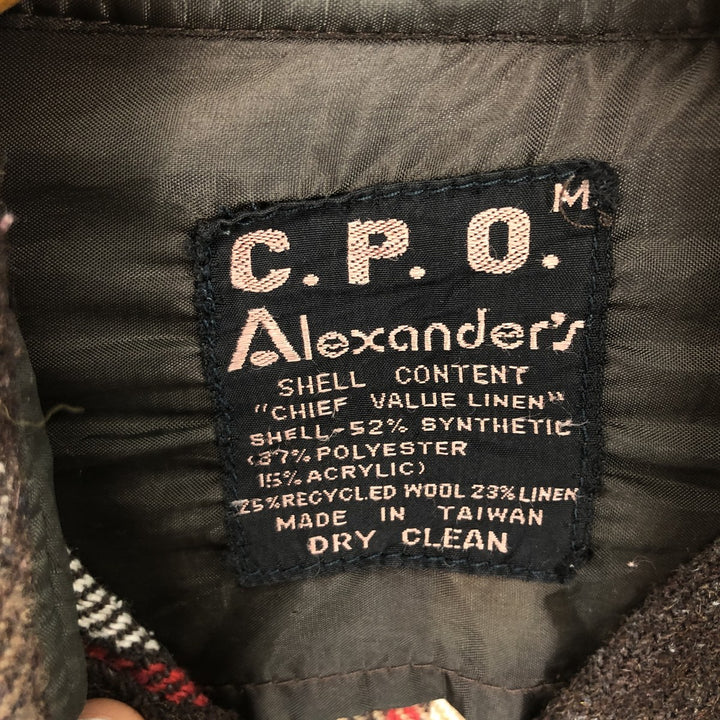 M
C.P.O.
Alexander's
SHELL CONTENT
"CHIEF VALUE LINEN"
SHELL-52% SYNTHETIC
(37% POLYESTER
15% ACRYLIC)
25% RECYCLED WOOL 23% LINEN
MADE IN TAIWAN
DRY CLEAN